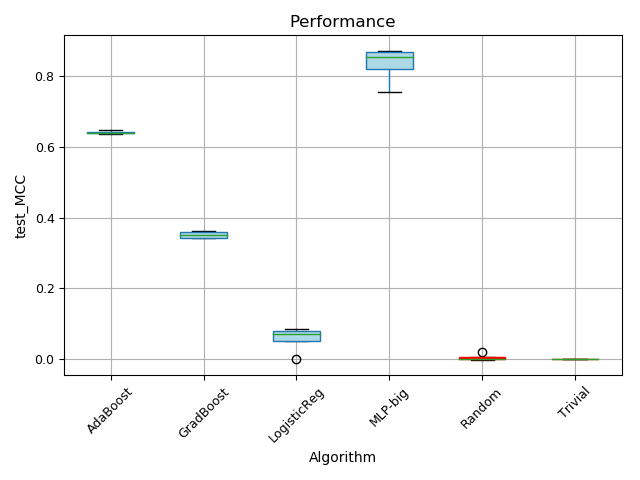 Performance
test_MCC
0.8
0.6
0.4
0.2
0.0
AdaBoost
GradBoost
LogisticReg
MLP-big
Random
Trivial
Algorithm